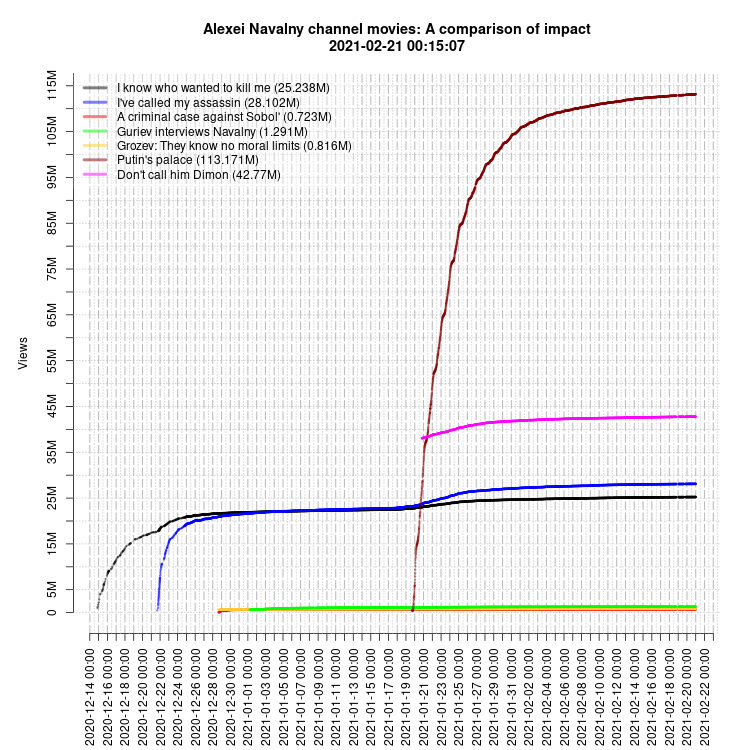 Alexei Navalny channel movies: A comparison of impact
2021-02-21 00:15:07
I know who wanted to kill me (25.238M)
I've called my assassin (28.102M)
A criminal case against Sobol' (0.723M)
Guriev interviews Navalny (1.291M)
Grozev: They know no moral limits (0.816M)
Putin's palace (113.171M)
Don't call him Dimon (42.77M)
Views
115M
105M
95M
85M
75M
65M
55M
45M
35M
25M
15M
5M
0
2020-12-14 00:00
2020-12-16 00:00
2020-12-18 00:00
2020-12-20 00:00
2020-12-22 00:00
2020-12-24 00:00
2020-12-26 00:00
2020-12-28 00:00
2020-12-30 00:00
2021-01-01 00:00
2021-01-03 00:00
2021-01-05 00:00
2021-01-07 00:00
2021-01-09 00:00
2021-01-11 00:00
2021-01-13 00:00
2021-01-15 00:00
2021-01-17 00:00
2021-01-19 00:00
2021-01-21 00:00
2021-01-23 00:00
2021-01-25 00:00
2021-01-27 00:00
2021-01-29 00:00
2021-01-31 00:00
2021-02-02 00:00
2021-02-04 00:00
2021-02-06 00:00
2021-02-08 00:00
2021-02-10 00:00
2021-02-12 00:00
2021-02-14 00:00
2021-02-16 00:00
2021-02-18 00:00
2021-02-20 00:00
2021-02-22 00:00